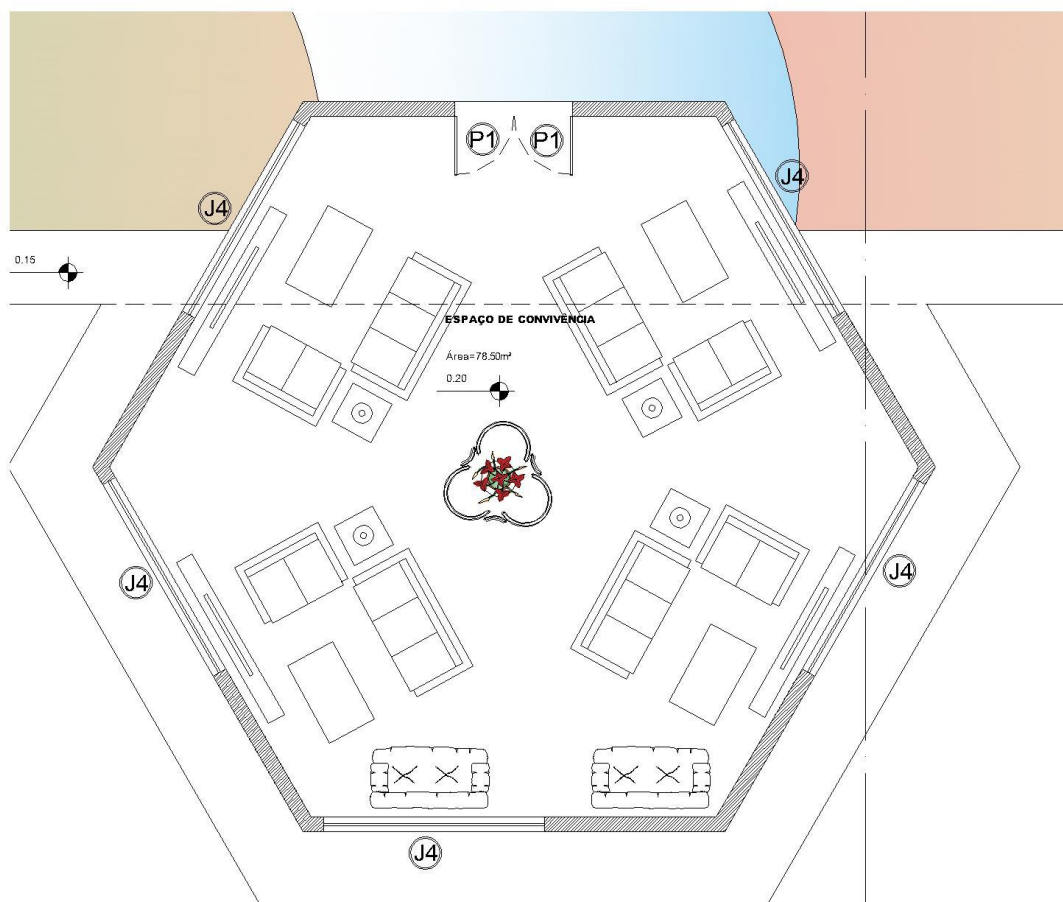 P1 P1
J4
J4
0.15
ESPAÇO DE CONVIVÊNCIA
Área=78.50m²
0.20
J4
J4
J4